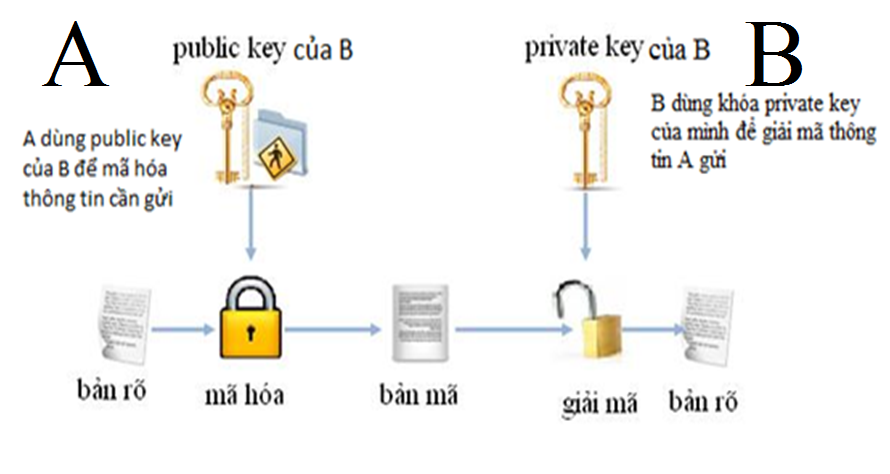 A
public key của B
private key của B
B
A dùng public key
của B để mã hóa
thông tin cần gửi
B dùng khóa private key
của mình để giải mã thông
tin A gửi
bản rõ
mã hóa
bản mã
giải mã
bản rõ